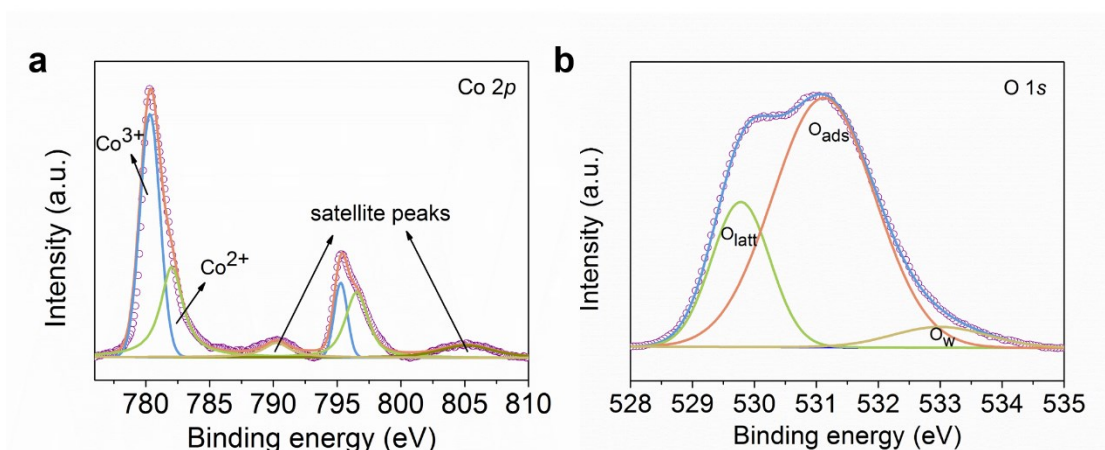 a
Co 2p
Co3+
Co2+
satellite peaks
Intensity (a.u.)
780 785 790 795 800 805 810
Binding energy (eV)
b
O 1s
Oads
Olatt
Ow
Intensity (a.u.)
528 529 530 531 532 533 534 535
Binding energy (eV)